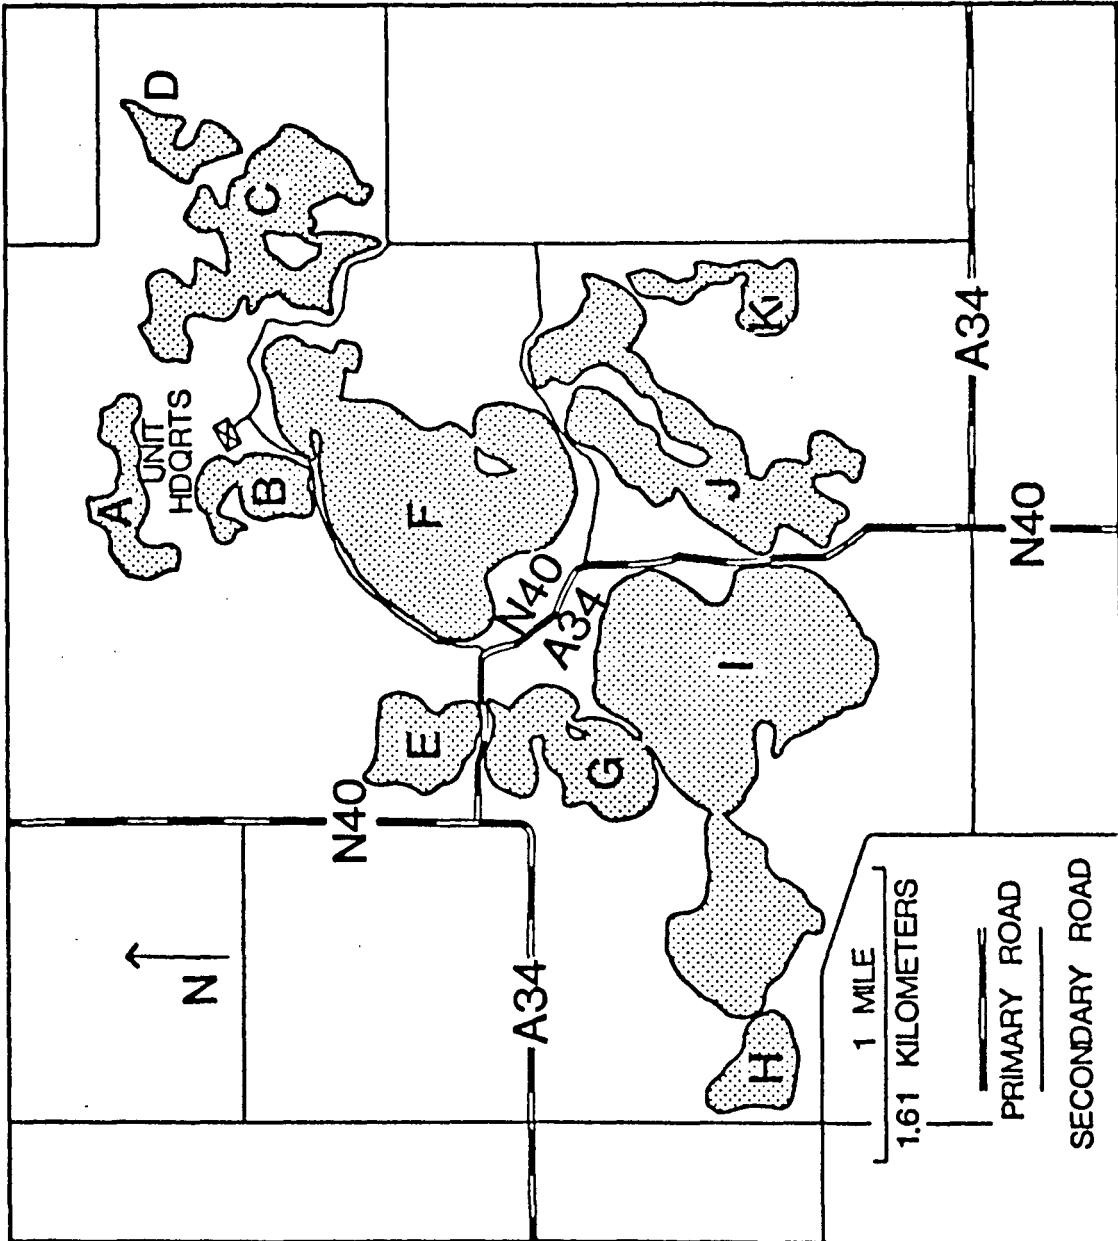 D
C
A
UNIT
HDQRTS
B
F
N40
A34
E
N40
G
I
J
K
A34
N40
N
A34
H
1 MILE
1.61 KILOMETERS
PRIMARY ROAD
SECONDARY ROAD